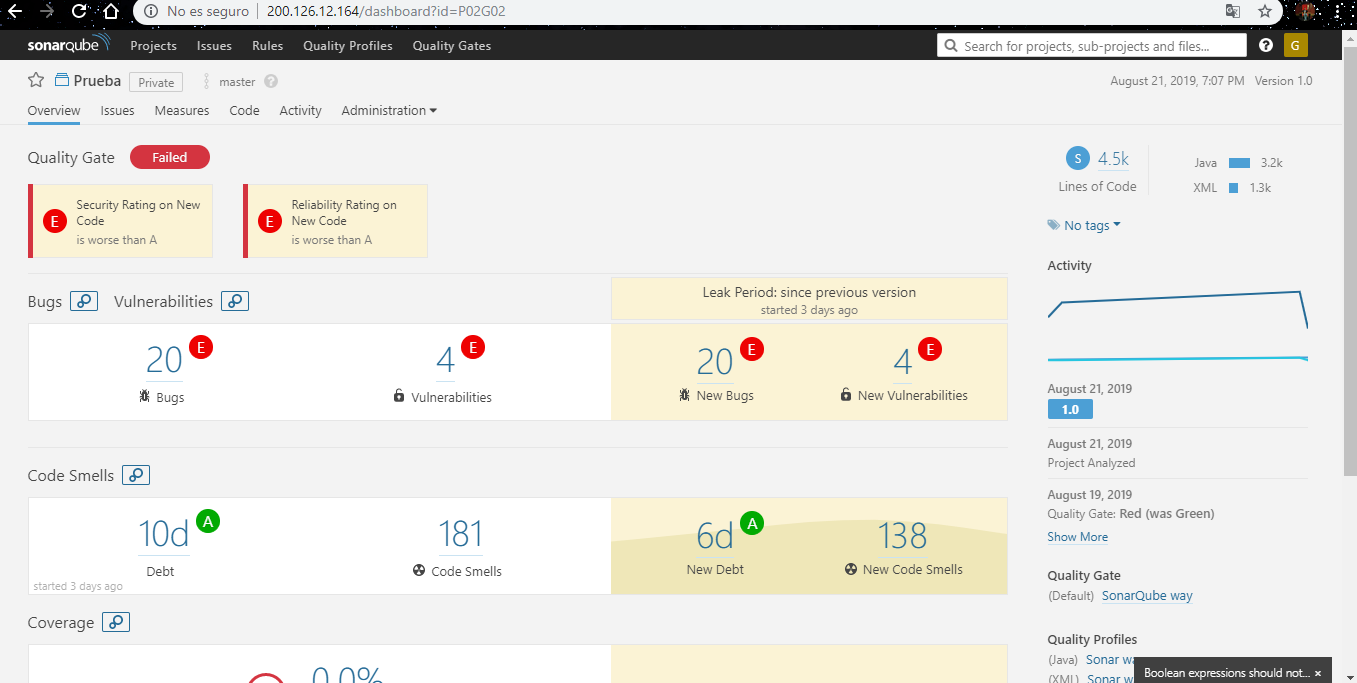 No es seguro | 200.126.12.164/dashboard?id=P02G02
sonarqube Projects Issues Rules Quality Profiles Quality Gates Search for projects, sub-projects and files... G
Prueba Private master August 21, 2019, 7:07 PM Version 1.0
Overview Issues Measures Code Activity Administration
Quality Gate Failed
E Security Rating on New Code
is worse than A
E Reliability Rating on New Code
is worse than A
S 4.5k
Lines of Code
Java 3.2k
XML 1.3k
No tags
Bugs Vulnerabilities
Leak Period: since previous version
started 3 days ago
20 E
Bugs
4 E
Vulnerabilities
20 E
New Bugs
4 E
New Vulnerabilities
Code Smells
10d A
Debt
started 3 days ago
181
Code Smells
6d A
New Debt
138
New Code Smells
Coverage
0.0%
Activity
August 21, 2019
1.0
August 21, 2019
Project Analyzed
August 19, 2019
Quality Gate: Red (was Green)
Show More
Quality Gate
(Default) SonarQube way
Quality Profiles
(Java) Sonar
(XML) Sonar
Boolean expressions should not... ×